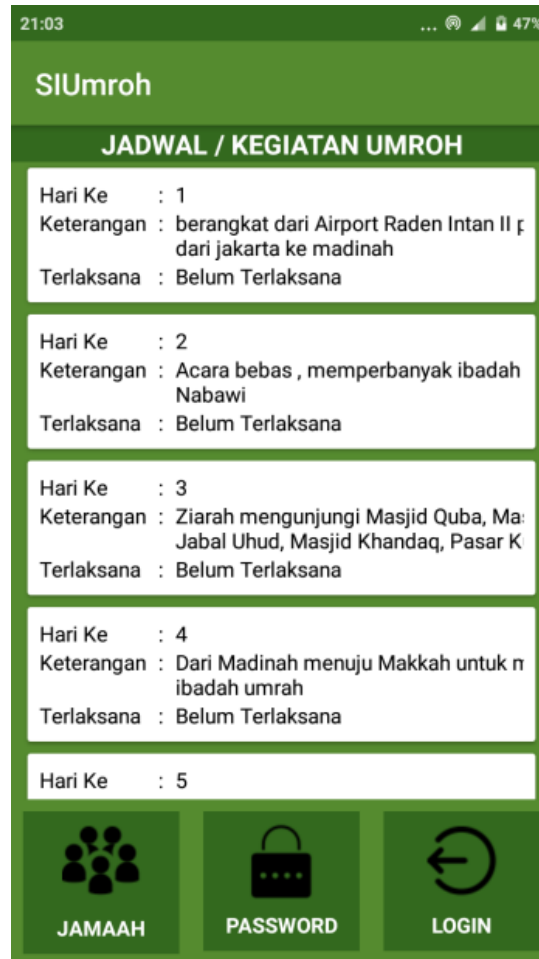 21:03 ... 47%
SIUmroh
JADWAL / KEGIATAN UMROH
Hari Ke : 1
Keterangan : berangkat dari Airport Raden Intan II
dari jakarta ke madinah
Terlaksana : Belum Terlaksana
Hari Ke : 2
Keterangan : Acara bebas , memperbanyak ibadah
Nabawi
Terlaksana : Belum Terlaksana
Hari Ke : 3
Keterangan : Ziarah mengunjungi Masjid Quba,
Jabal Uhud, Masjid Khandaq, Pasar
Terlaksana : Belum Terlaksana
Hari Ke : 4
Keterangan : Dari Madinah menuju Makkah untuk
ibadah umrah
Terlaksana : Belum Terlaksana
Hari Ke : 5
JAMAAH
PASSWORD
LOGIN